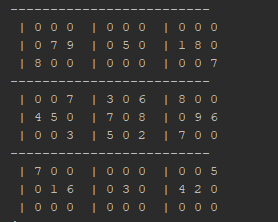 -------------------------
| 0 0 0 | 0 0 0 | 0 0 0
| 0 7 9 | 0 5 0 | 1 8 0
| 8 0 0 | 0 0 0 | 0 0 7
-------------------------
| 0 0 7 | 3 0 6 | 8 0 0
| 4 5 0 | 7 0 8 | 0 9 6
| 0 0 3 | 5 0 2 | 7 0 0
-------------------------
| 7 0 0 | 0 0 0 | 0 0 5
| 0 1 6 | 0 3 0 | 4 2 0
| 0 0 0 | 0 0 0 | 0 0 0